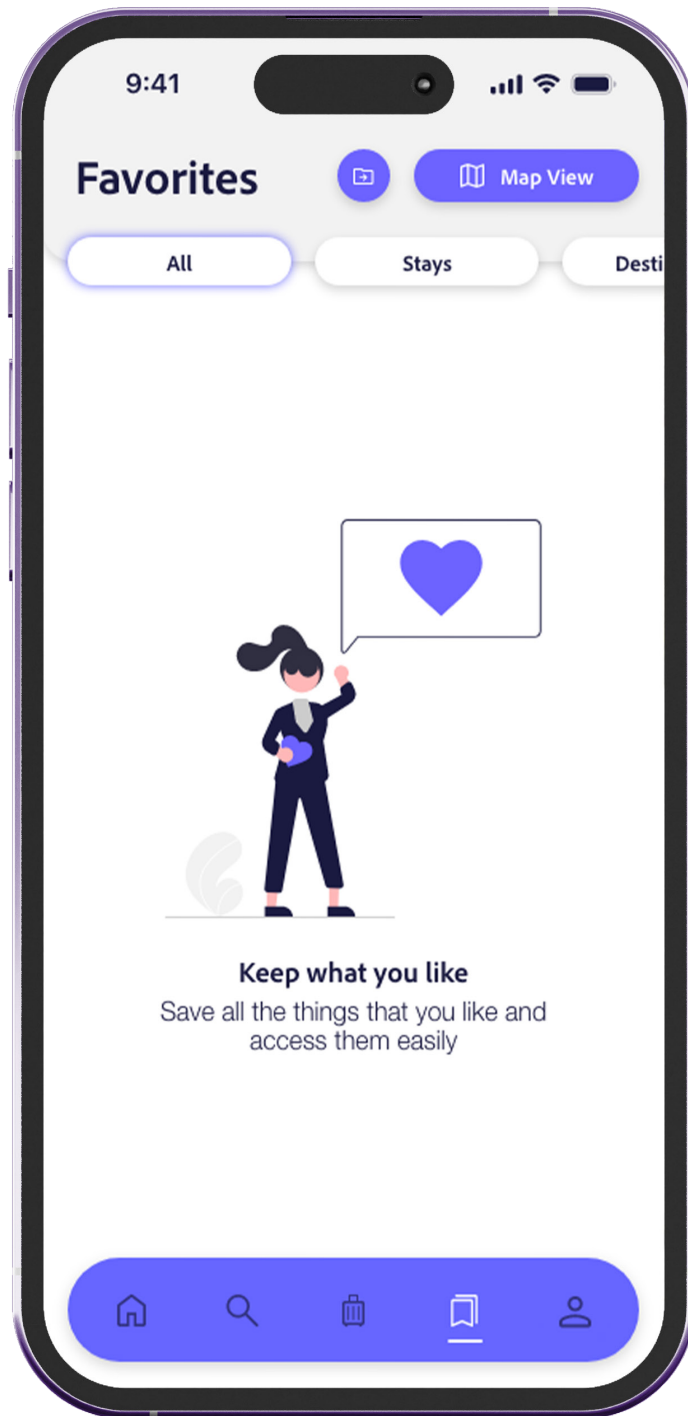 9:41
Favorites
Map View
All
Stays
Desti
Keep what you like
Save all the things that you like and
access them easily